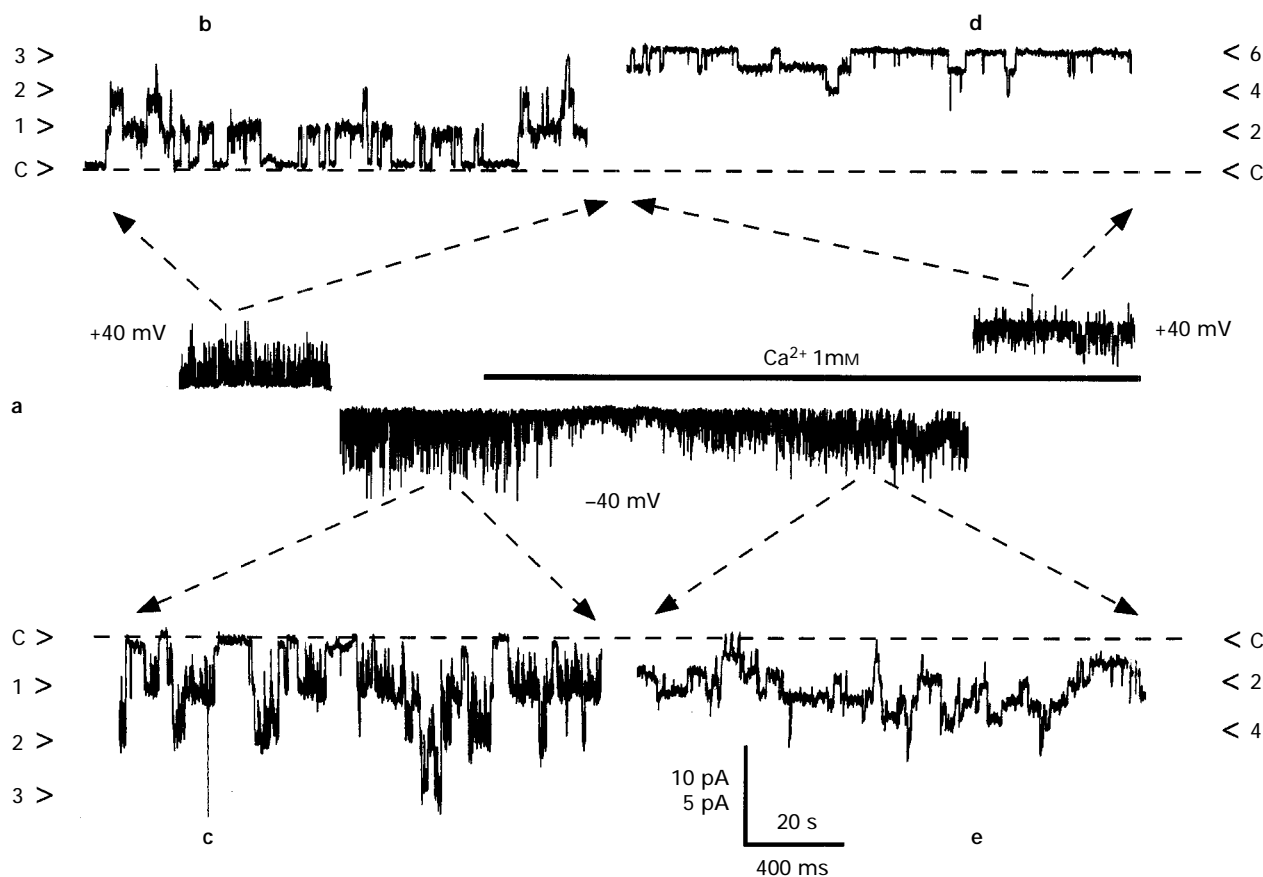 b
d
3 >
2 >
1 >
C >
< 6
< 4
< 2
< C
+40 mV
+40 mV
Ca²⁺ 1mM
a
−40 mV
C >
1 >
2 >
3 >
< C
< 2
< 4
10 pA
5 pA
20 s
400 ms
c
e